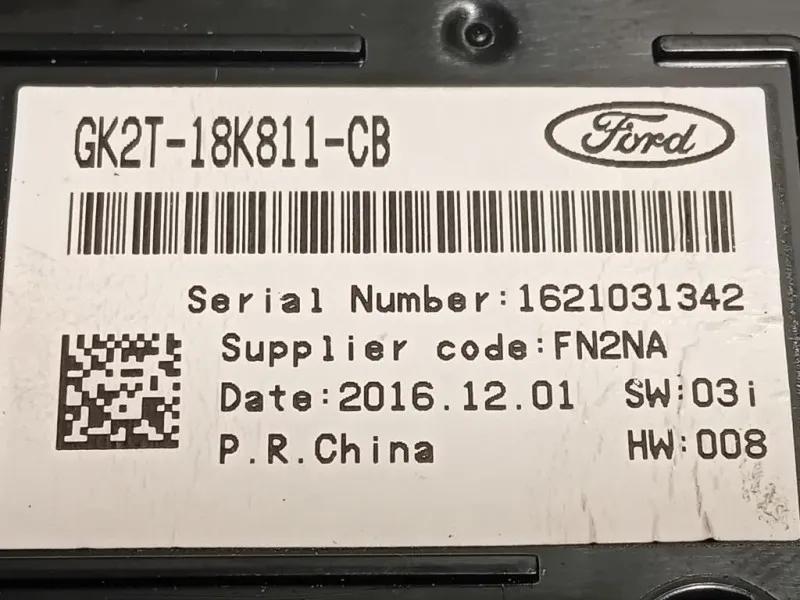 GK2T-18K811-CB
Ford
Serial Number:1621031342
Supplier code:FN2NA
Date:2016.12.01 SW:03i
P.R.China HW:008